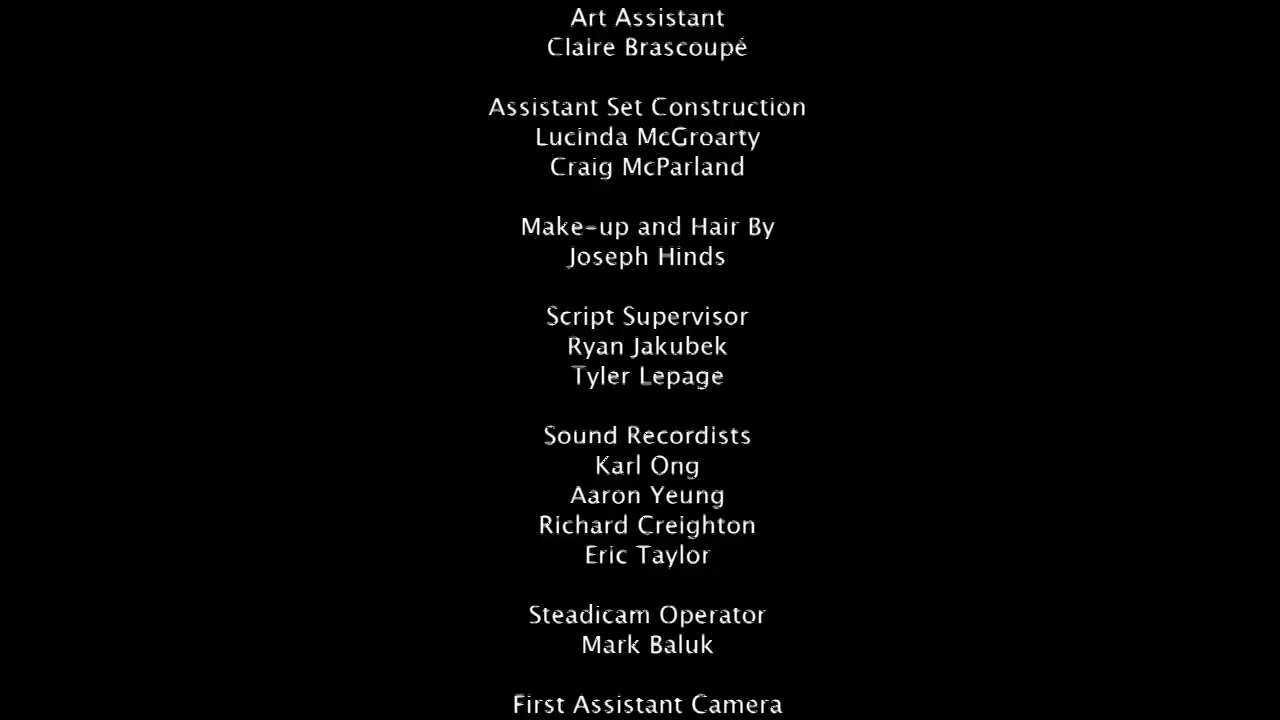 Art Assistant
Claire Brascoupé
Assistant Set Construction
Lucinda McGroarty
Craig McParland
Make-up and Hair By
Joseph Hinds
Script Supervisor
Ryan Jakubek
Tyler Lepage
Sound Recordists
Karl Ong
Aaron Yeung
Richard Creighton
Eric Taylor
Steadicam Operator
Mark Baluk
First Assistant Camera